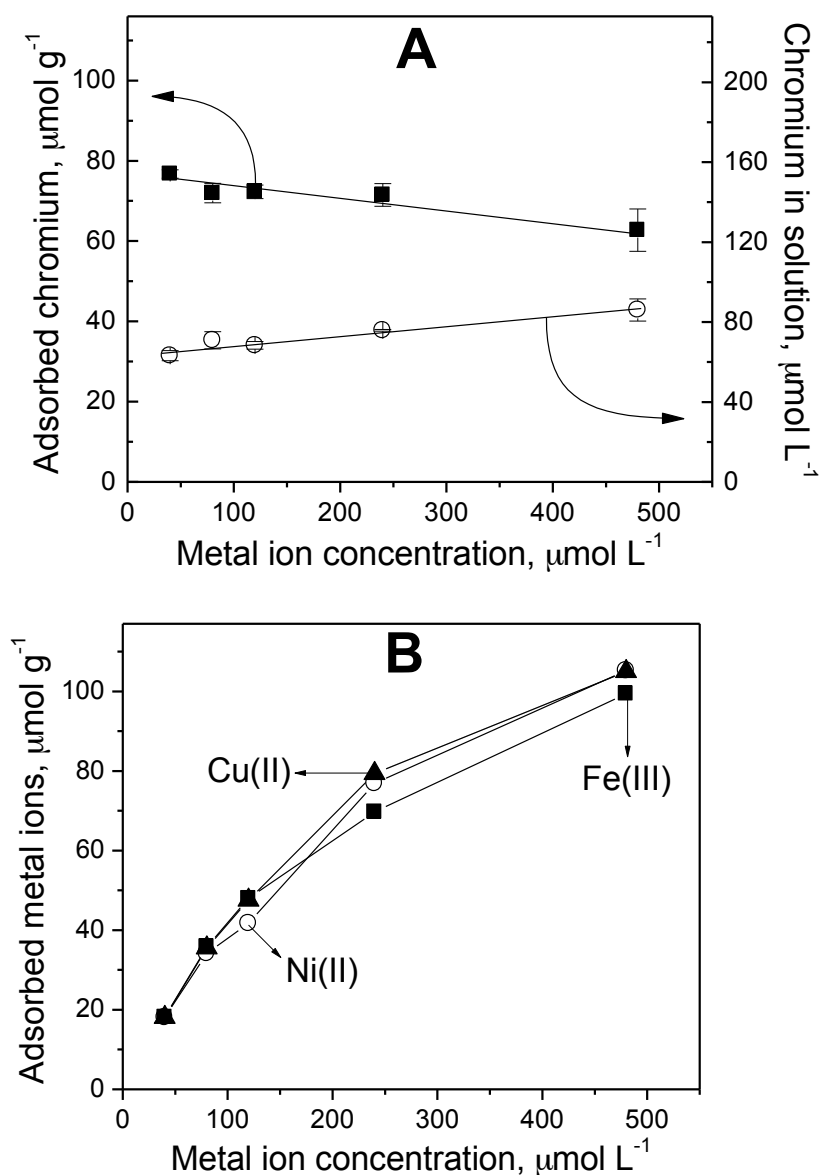 A
Adsorbed chromium, μmol g⁻¹
100
80
60
40
20
0
Chromium in solution, μmol L⁻¹
200
160
120
80
40
0
0 100 200 300 400 500
Metal ion concentration, μmol L⁻¹
B
Adsorbed metal ions, μmol g⁻¹
100
80
60
40
20
0
Cu(II)
Fe(III)
Ni(II)
0 100 200 300 400 500
Metal ion concentration, μmol L⁻¹